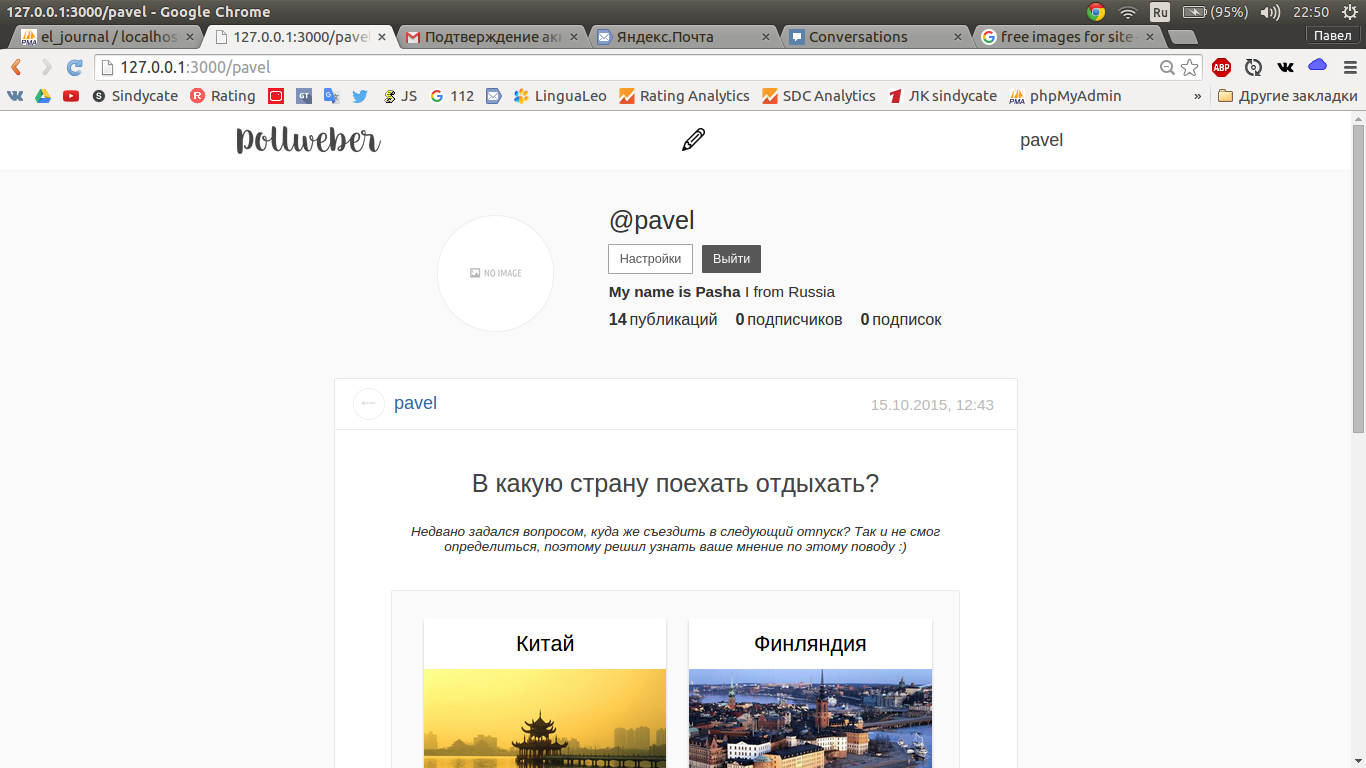 127.0.0.1:3000/pavel - Google Chrome
Ru
(95%)
22:50
el_journal / localhos
127.0.0.1:3000/pave
Подтверждение ак
Яндекс.Почта
Conversations
free images for site
Павел
127.0.0.1:3000/pavel
ABP
Sindycate
Rating
GT
JS
112
LinguaLeo
Rating Analytics
SDC Analytics
ЛК sindycate
phpMyAdmin
»
Другие закладки
pollweber
pavel
@pavel
NO IMAGE
Настройки
Выйти
My name is Pasha I from Russia
14 публикаций 0 подписчиков 0 подписок
pavel
15.10.2015, 12:43
В какую страну поехать отдыхать?
Недвано задался вопросом, куда же съездить в следующий отпуск? Так и не смог
определиться, поэтому решил узнать ваше мнение по этому поводу :)
Китай
Финляндия